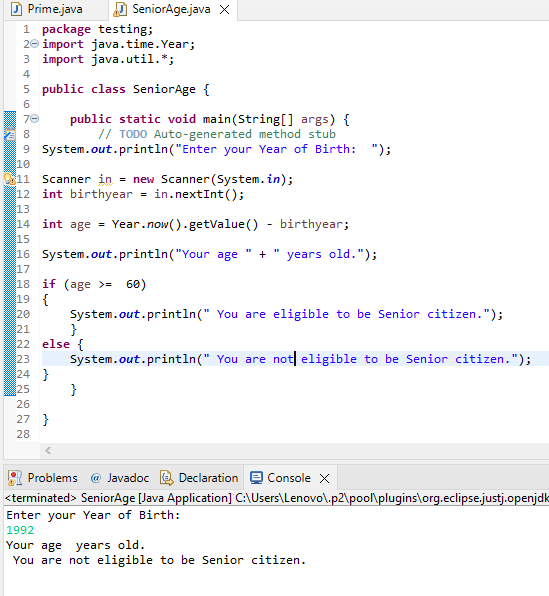 Prime.java SeniorAge.java
1 package testing;
2 import java.time.Year;
3 import java.util.*;
4
5 public class SeniorAge {
6
7 public static void main(String[] args) {
8 // TODO Auto-generated method stub
9 System.out.println("Enter your Year of Birth:  ");
10
11 Scanner in = new Scanner(System.in);
12 int birthyear = in.nextInt();
13
14 int age = Year.now().getValue() - birthyear;
15
16 System.out.println("Your age " + " years old.");
17
18 if (age >=  60)
19 {
20 System.out.println(" You are eligible to be Senior citizen.");
21 }
22 else {
23 System.out.println(" You are not eligible to be Senior citizen.");
24 }
25 }
26
27 }
28
Problems @ Javadoc Declaration Console
<terminated> SeniorAge [Java Application] C:\Users\Lenovo\.p2\pool\plugins\org.eclipse.justj.openjdk
Enter your Year of Birth:
1992
Your age  years old.
You are not eligible to be Senior citizen.